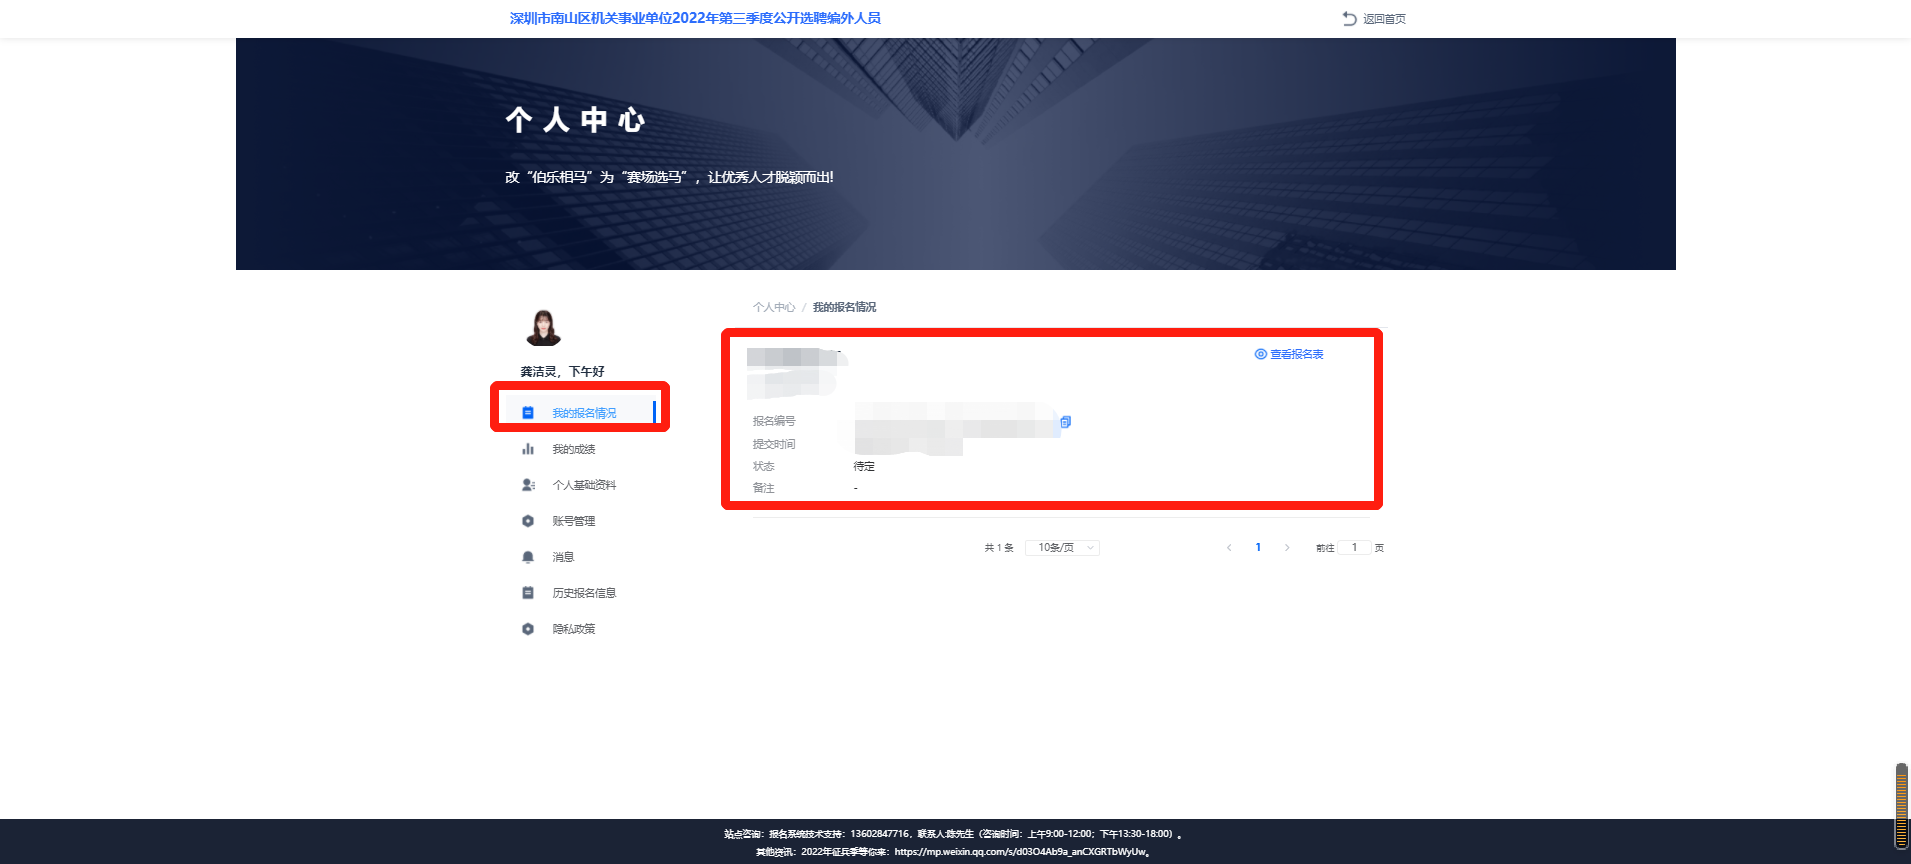 深圳市南山区机关事业单位2022年第三季度公开选聘编外人员
返回首页
个人中心
改“伯乐相马”为“赛场选马”，让优秀人才脱颖而出!
个人中心 / 我的报名情况
龚洁灵，下午好
我的报名情况
我的成绩
个人基础资料
账号管理
消息
历史报名信息
隐私政策
查看报名表
报名编号
提交时间
状态 待定
备注 -
共 1 条 10条/页 1 前往 1 页
站点咨询：报名系统技术支持：13602847716，联系人:陈先生（咨询时间：上午9:00-12:00；下午13:30-18:00）。
其他资讯：2022年征兵季等你来：https://mp.weixin.qq.com/s/d03O4Ab9a_anCXGRTbWyUw。